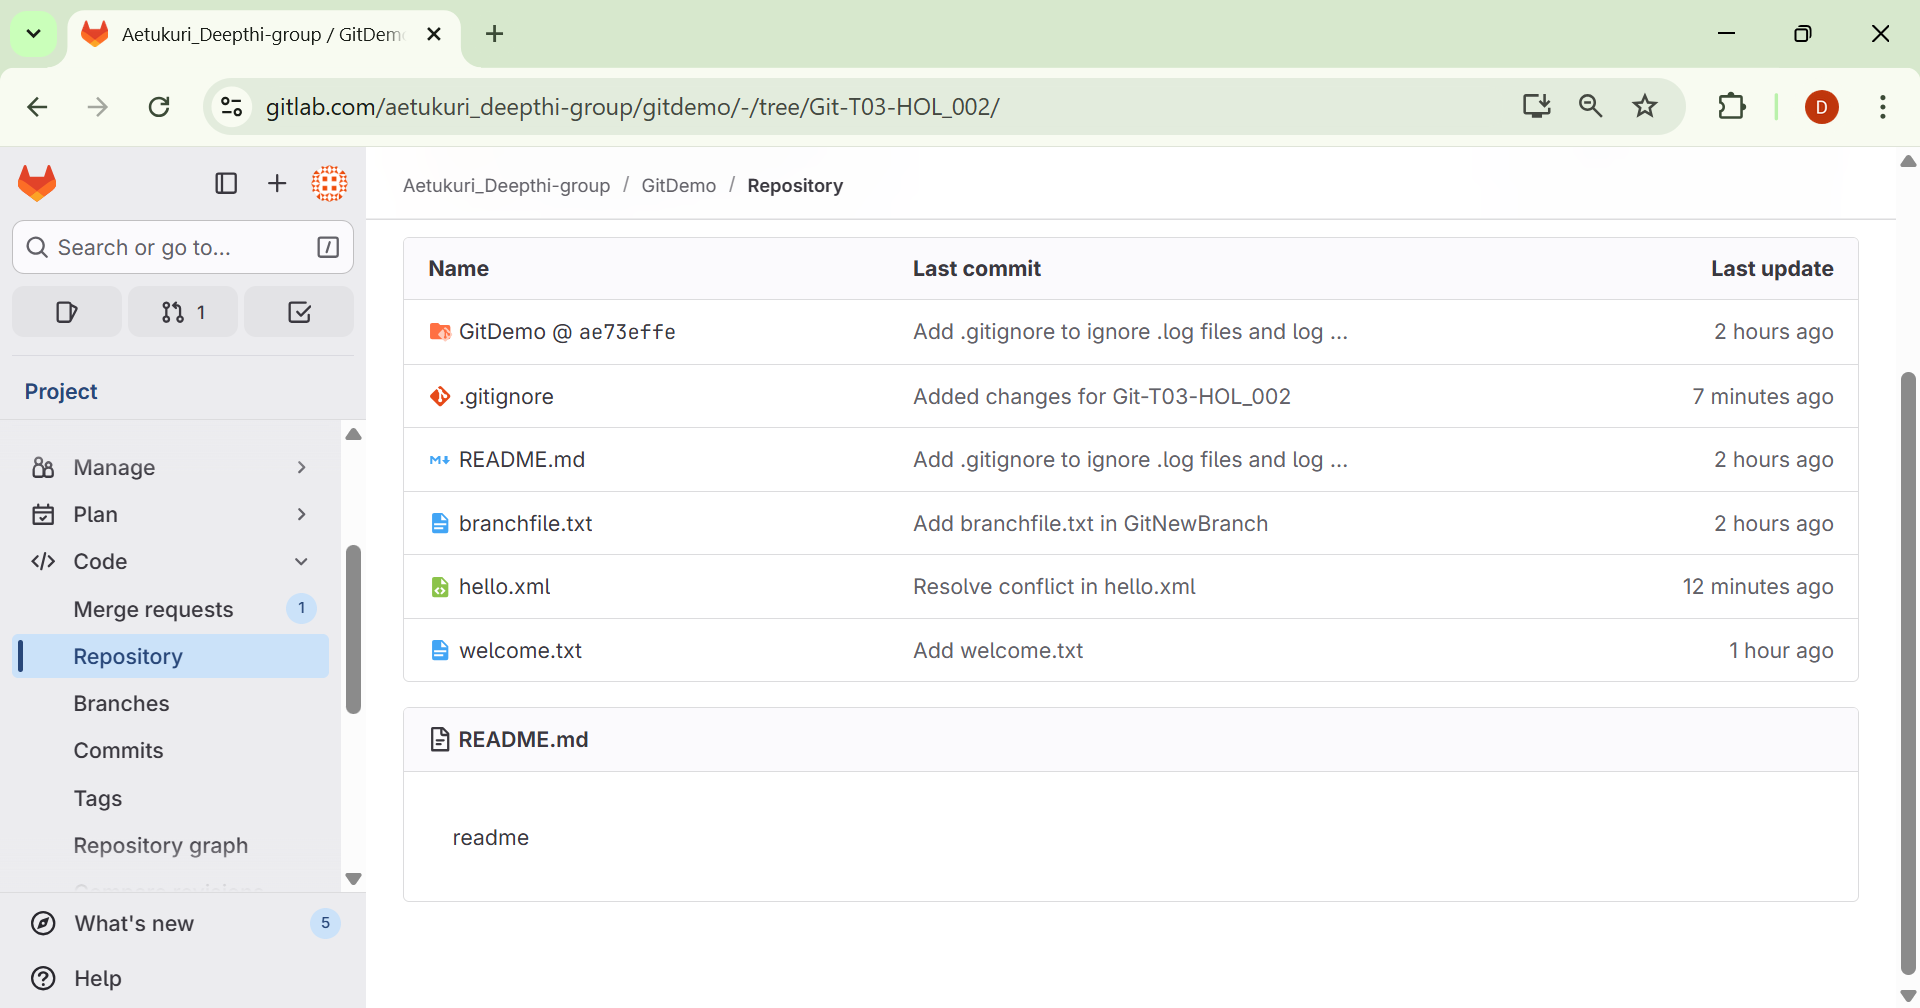 Aetukuri_Deepthi-group / GitDem
gitlab.com/aetukuri_deepthi-group/gitdemo/-/tree/Git-T03-HOL_002/
D
Aetukuri_Deepthi-group / GitDemo / Repository
Search or go to... /
1
Project
Manage
Plan
Code
Merge requests 1
Repository
Branches
Commits
Tags
Repository graph
Compare revisions
What's new 5
Help
Name Last commit Last update
GitDemo @ ae73effe Add .gitignore to ignore .log files and log ... 2 hours ago
.gitignore Added changes for Git-T03-HOL_002 7 minutes ago
README.md Add .gitignore to ignore .log files and log ... 2 hours ago
branchfile.txt Add branchfile.txt in GitNewBranch 2 hours ago
hello.xml Resolve conflict in hello.xml 12 minutes ago
welcome.txt Add welcome.txt 1 hour ago
README.md
readme